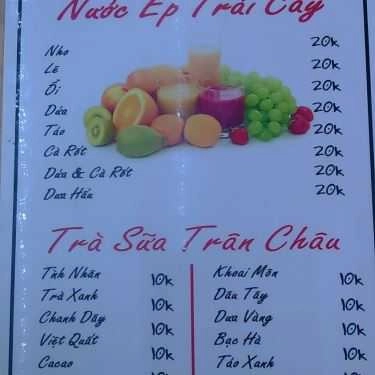 Nước Ép Trái Cây
Nho 20k
Lê 20k
Ổi 20k
Dứa 20k
Táo 20k
Cà Rốt 20k
Dứa & Cà Rốt 20k
Dưa Hấu 20k
Trà Sữa Trân Châu
Tình Nhân 10k
Trà Xanh 10k
Chanh Dây 10k
Việt Quất 10k
Cacao 10k
Khoai Môn 10k
Dâu Tây 10k
Dưa Vàng 10k
Bạc Hà 10k
Táo Xanh 10k